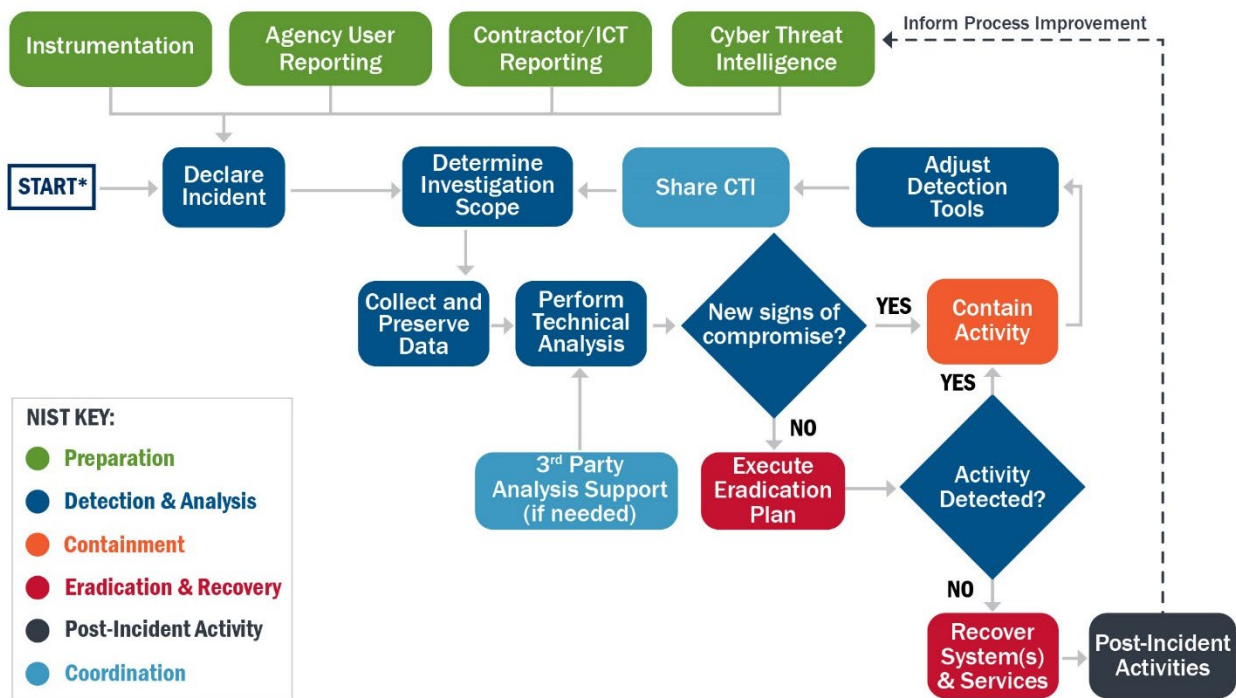 Inform Process Improvement
Instrumentation
Agency User
Reporting
Contractor/ICT
Reporting
Cyber Threat
Intelligence
START*
Declare
Incident
Determine
Investigation
Scope
Share CTI
Adjust
Detection
Tools
Collect and
Preserve
Data
Perform
Technical
Analysis
New signs of
compromise?
YES
Contain
Activity
YES
NO
3rd Party
Analysis Support
(if needed)
Execute
Eradication
Plan
Activity
Detected?
NO
Recover
System(s)
& Services
Post-Incident
Activities
NIST KEY:
Preparation
Detection & Analysis
Containment
Eradication & Recovery
Post-Incident Activity
Coordination